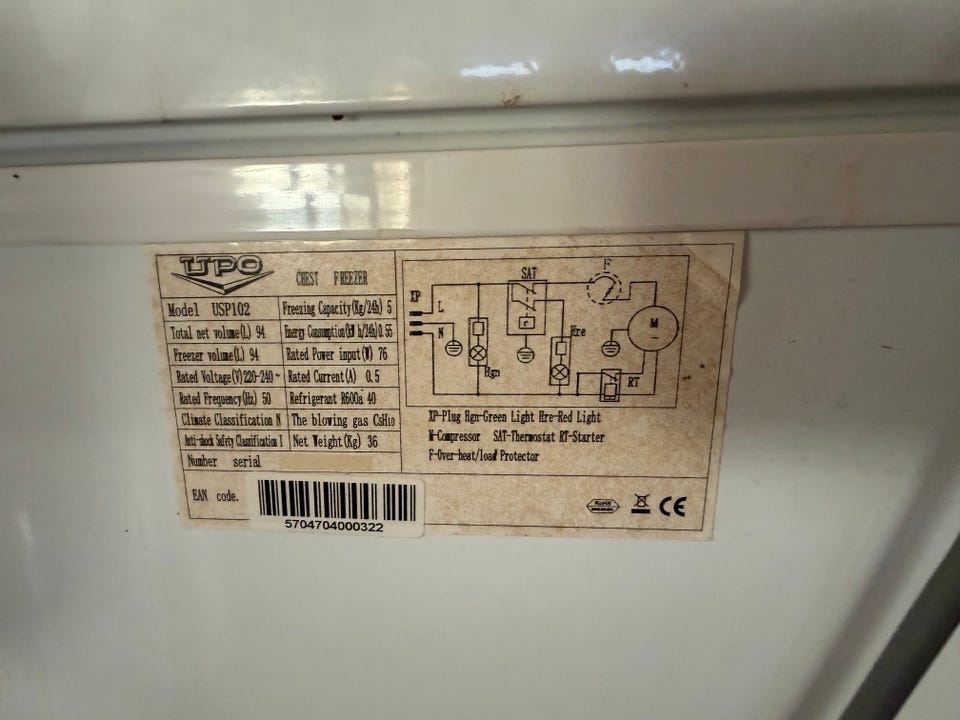 UPO
CHEST FREEZER
Model USP102
Freezing Capacity(Kg/24h) 5
Total net volume(L) 94
Energy Consumption(kW h/24h)0.55
Freezer volume(L) 94
Rated Power input(W) 76
Rated Voltage(V)220-240~
Rated Current(A) 0.5
Rated Frequency(Hz) 50
Refrigerant R600a 40
Climate Classification N
The blowing gas C5H10
Anti-shock Safety Classification I
Net Weight(Kg) 36
Number serial
EAN code.
5704704000322
XP
L
N
SAT
F
Hgn
Hre
M
~
RT
XP-Plug Hgn-Green Light Hre-Red Light
M-Compressor SAT-Thermostat RT-Starter
F-Over-heat/load Protector
RoHS
CE